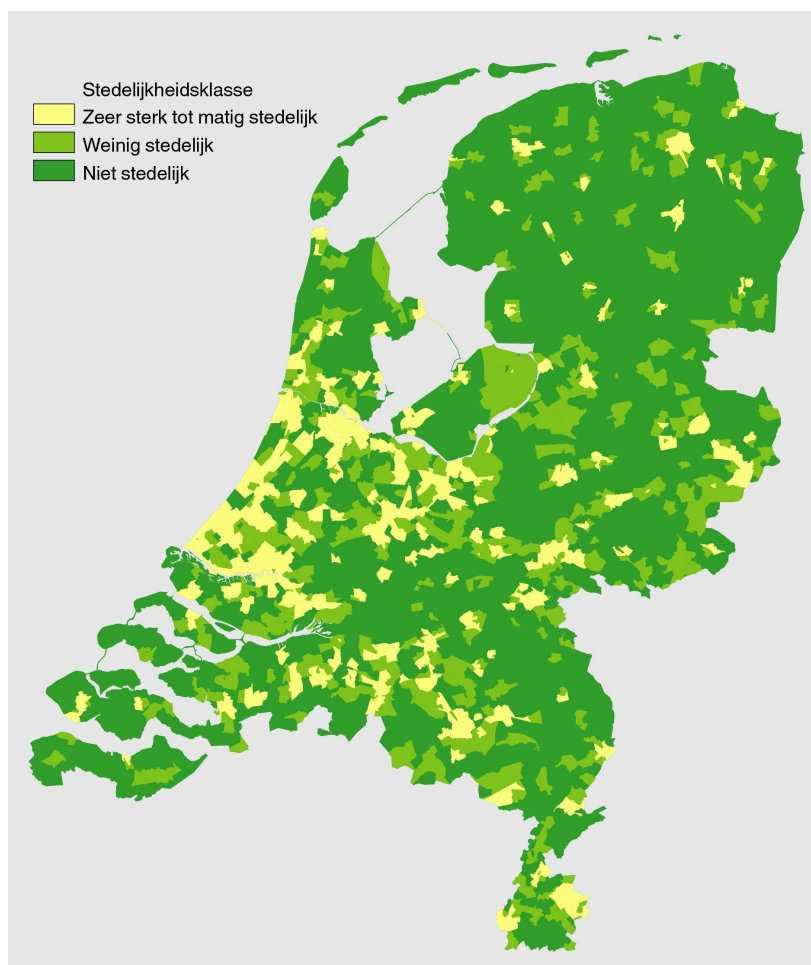 Stedelijkheidsklasse
Zeer sterk tot matig stedelijk
Weinig stedelijk
Niet stedelijk